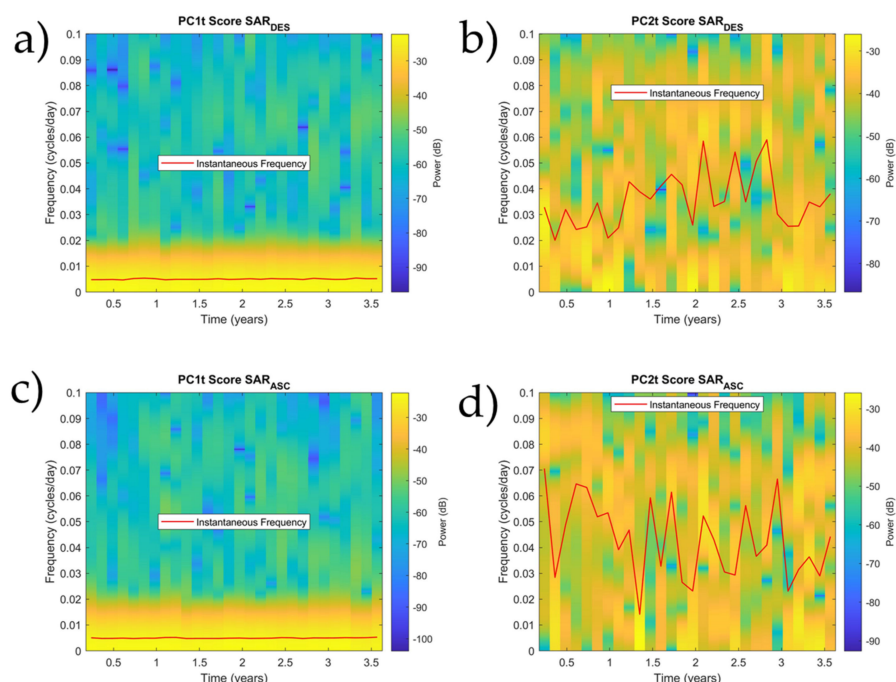 a)
PC1t Score SAR_DES
Frequency (cycles/day)
0.1
0.09
0.08
0.07
0.06
0.05
0.04
0.03
0.02
0.01
0
0.5 1 1.5 2 2.5 3 3.5
Time (years)
Instantaneous Frequency
-30
-40
-50
-60
-70
-80
-90
Power (dB)
b)
PC2t Score SAR_DES
Frequency (cycles/day)
0.1
0.09
0.08
0.07
0.06
0.05
0.04
0.03
0.02
0.01
0
0.5 1 1.5 2 2.5 3 3.5
Time (years)
Instantaneous Frequency
-30
-40
-50
-60
-70
-80
Power (dB)
c)
PC1t Score SAR_ASC
Frequency (cycles/day)
0.1
0.09
0.08
0.07
0.06
0.05
0.04
0.03
0.02
0.01
0
0.5 1 1.5 2 2.5 3 3.5
Time (years)
Instantaneous Frequency
-30
-40
-50
-60
-70
-80
-90
-100
Power (dB)
d)
PC2t Score SAR_ASC
Frequency (cycles/day)
0.1
0.09
0.08
0.07
0.06
0.05
0.04
0.03
0.02
0.01
0
0.5 1 1.5 2 2.5 3 3.5
Time (years)
Instantaneous Frequency
-30
-40
-50
-60
-70
-80
-90
Power (dB)